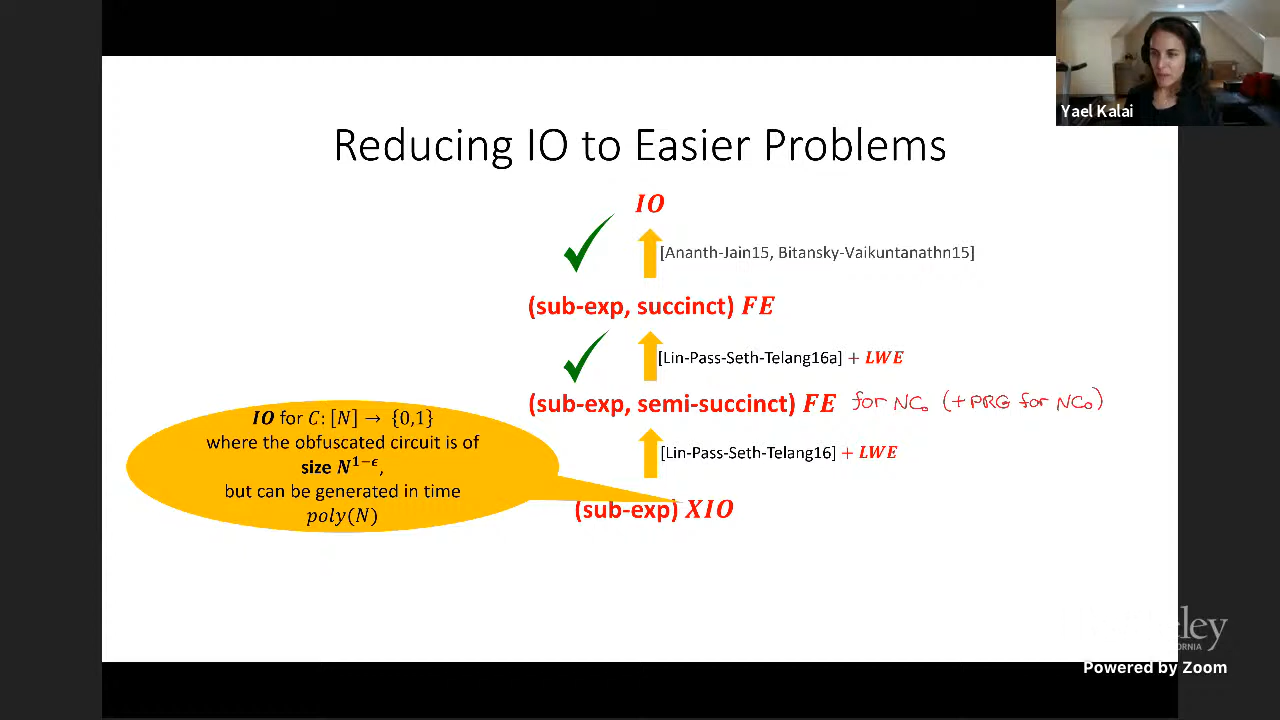 Yael Kalai
Reducing IO to Easier Problems
IO
[Ananth-Jain15, Bitansky-Vaikuntanathn15]
(sub-exp, succinct) FE
[Lin-Pass-Seth-Telang16a] + LWE
(sub-exp, semi-succinct) FE for NC₀ (+PRG for NC₀)
[Lin-Pass-Seth-Telang16] + LWE
(sub-exp) XIO
IO for C: [N] → {0,1}
where the obfuscated circuit is of
size N^{1−ϵ},
but can be generated in time
poly(N)
ley
ORNIA
Powered by Zoom